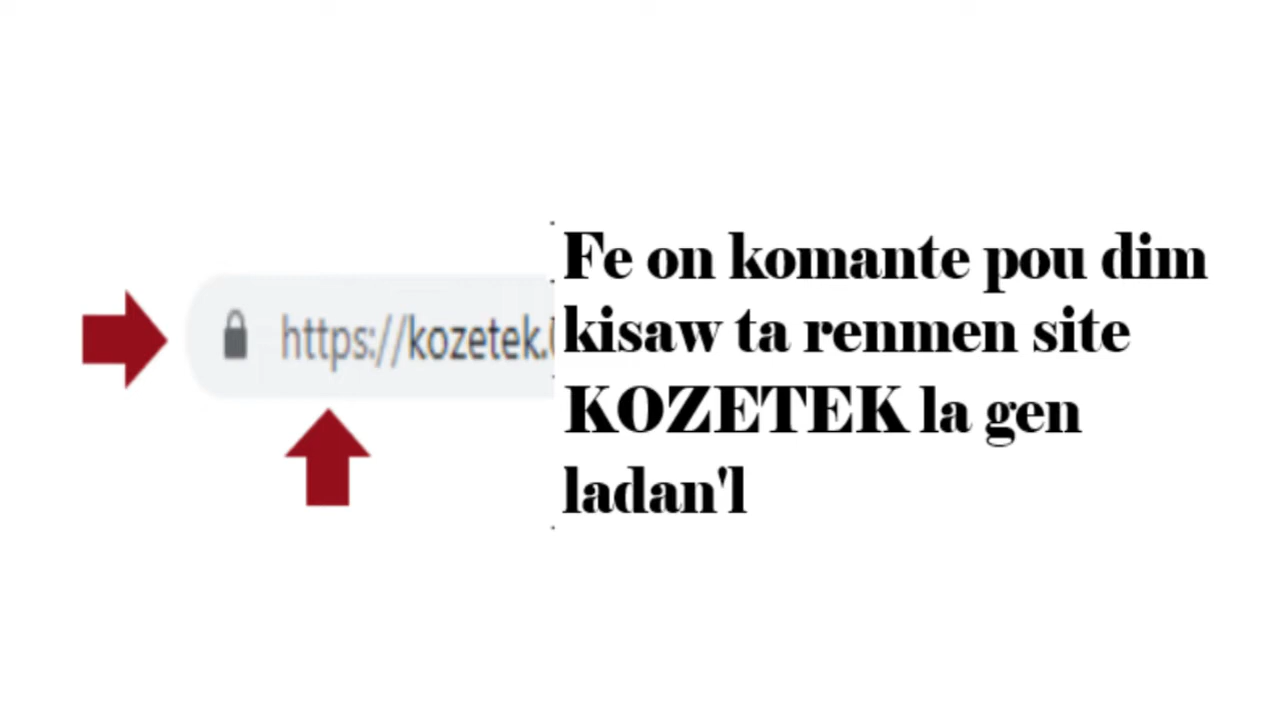 https://kozetek.
Fe on komante pou dim
kisaw ta renmen site
KOZETEK la gen
ladan'l